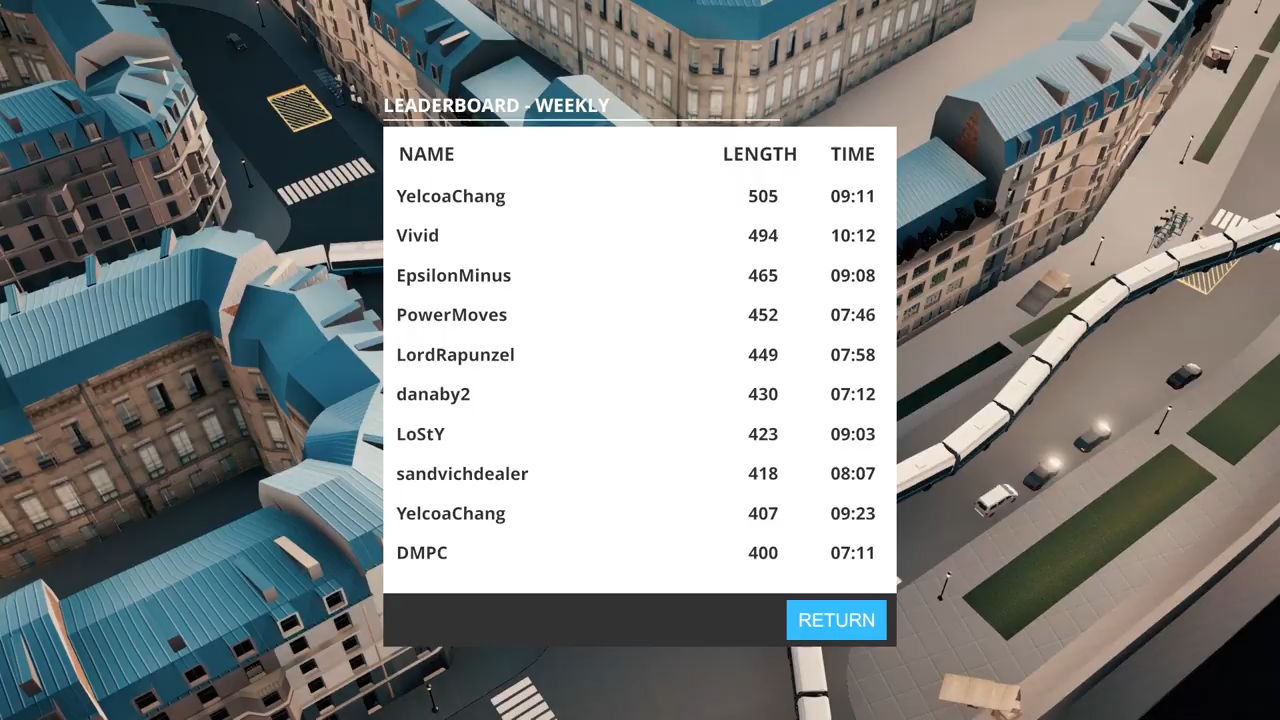 LEADERBOARD - WEEKLY
NAME LENGTH TIME
YelcoaChang 505 09:11
Vivid 494 10:12
EpsilonMinus 465 09:08
PowerMoves 452 07:46
LordRapunzel 449 07:58
danaby2 430 07:12
LoStY 423 09:03
sandvichdealer 418 08:07
YelcoaChang 407 09:23
DMPC 400 07:11
RETURN